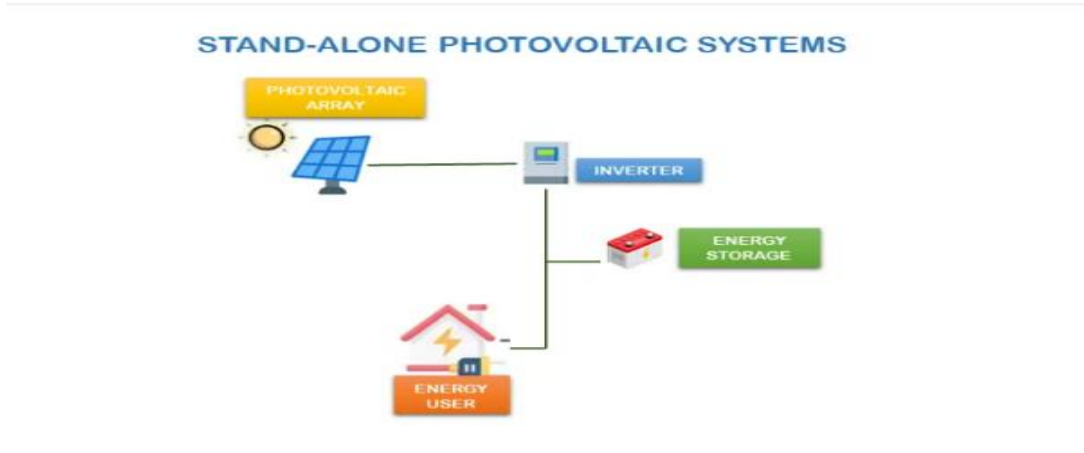 STAND-ALONE PHOTOVOLTAIC SYSTEMS
PHOTOVOLTAIC
ARRAY
INVERTER
ENERGY
STORAGE
ENERGY
USER